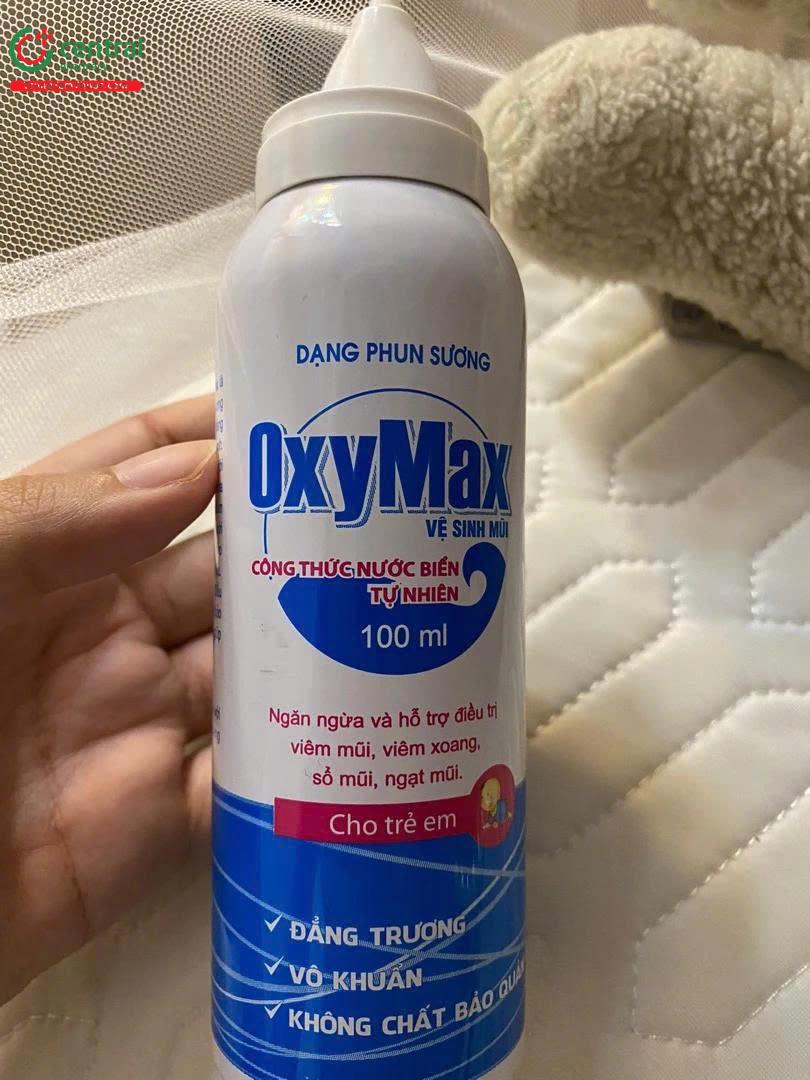 central
pharmacy
DẠNG PHUN SƯƠNG
OxyMax
VỆ SINH MŨI
CÔNG THỨC NƯỚC BIỂN
TỰ NHIÊN
100 ml
Ngăn ngừa và hỗ trợ điều trị
viêm mũi, viêm xoang,
sổ mũi, ngạt mũi.
Cho trẻ em
✓ ĐẲNG TRƯƠNG
✓ VÔ KHUẨN
✓ KHÔNG CHẤT BẢO QUẢN